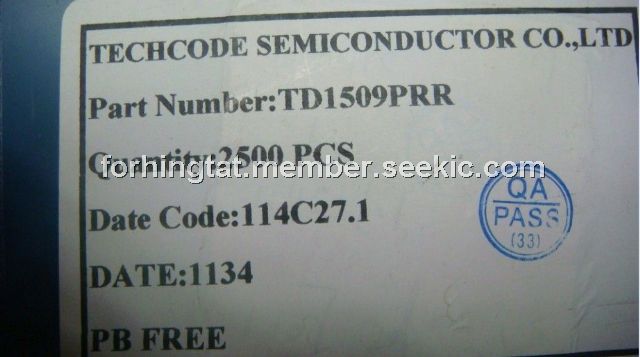 TECHCODE SEMICONDUCTOR CO.,LTD
Part Number:TD1509PRR
Quantity:2500 PCS
forhingtat.member.seekic.com
Date Code:114C27.1
QA
PASS
(33)
DATE:1134
PB FREE